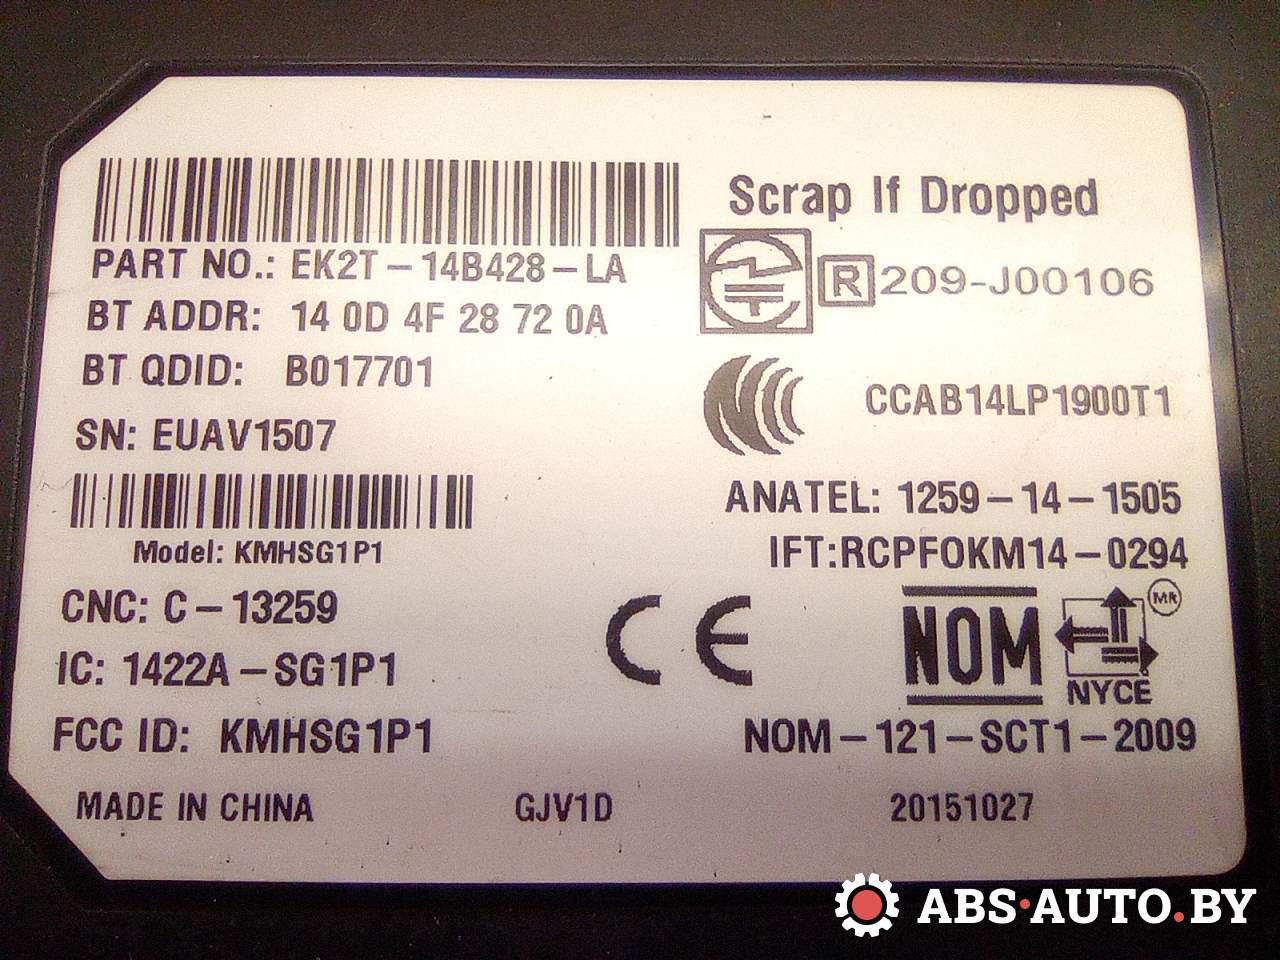 PART NO.: EK2T-14B428-LA
BT ADDR: 14 0D 4F 28 72 0A
BT QDID: B017701
SN: EUAV1507
Model: KMHSG1P1
CNC: C-13259
IC: 1422A-SG1P1
FCC ID: KMHSG1P1
MADE IN CHINA
GJV1D
20151027
Scrap If Dropped
R 209-J00106
CCAB14LP1900T1
ANATEL: 1259-14-1505
IFT:RCPFOKM14-0294
CE
NOM
MR
NYCE
NOM-121-SCT1-2009
ABS·AUTO.BY